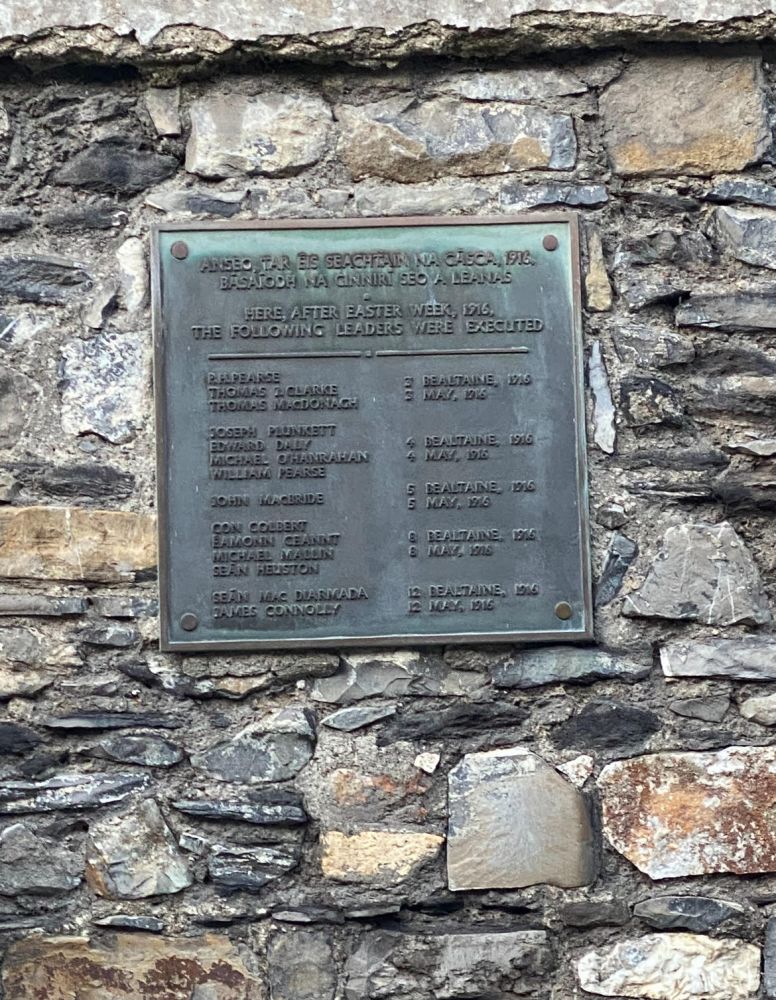 ANSEO, TAR ÉIS SEACHTAIN NA CÁSCA, 1916,
BÁSAÍODH NA CINNIRÍ SEO A LEANAS
HERE, AFTER EASTER WEEK, 1916,
THE FOLLOWING LEADERS WERE EXECUTED
P.H.PEARSE
THOMAS J.CLARKE
THOMAS MACDONAGH
3 BEALTAINE, 1916
3 MAY, 1916
JOSEPH PLUNKETT
EDWARD DALY
MICHAEL O'HANRAHAN
WILLIAM PEARSE
4 BEALTAINE, 1916
4 MAY, 1916
JOHN MACBRIDE
5 BEALTAINE, 1916
5 MAY, 1916
CON COLBERT
ÉAMONN CEANNT
MICHAEL MALLIN
SEÁN HEUSTON
8 BEALTAINE, 1916
8 MAY, 1916
SEÁN MAC DIARMADA
JAMES CONNOLLY
12 BEALTAINE, 1916
12 MAY, 1916